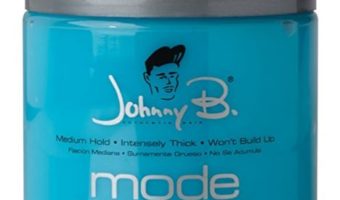 Johnny B.®
Medium Hold • Intensely Thick • Won't Build Up
Fijación Mediana • Sumamente Grueso • No Se Acumula
mode